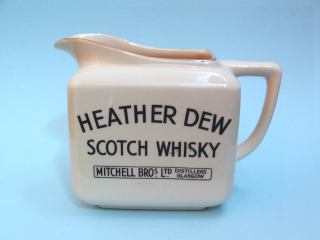 HEATHER DEW
SCOTCH WHISKY
MITCHELL BROS LTD DISTILLERS GLASGOW